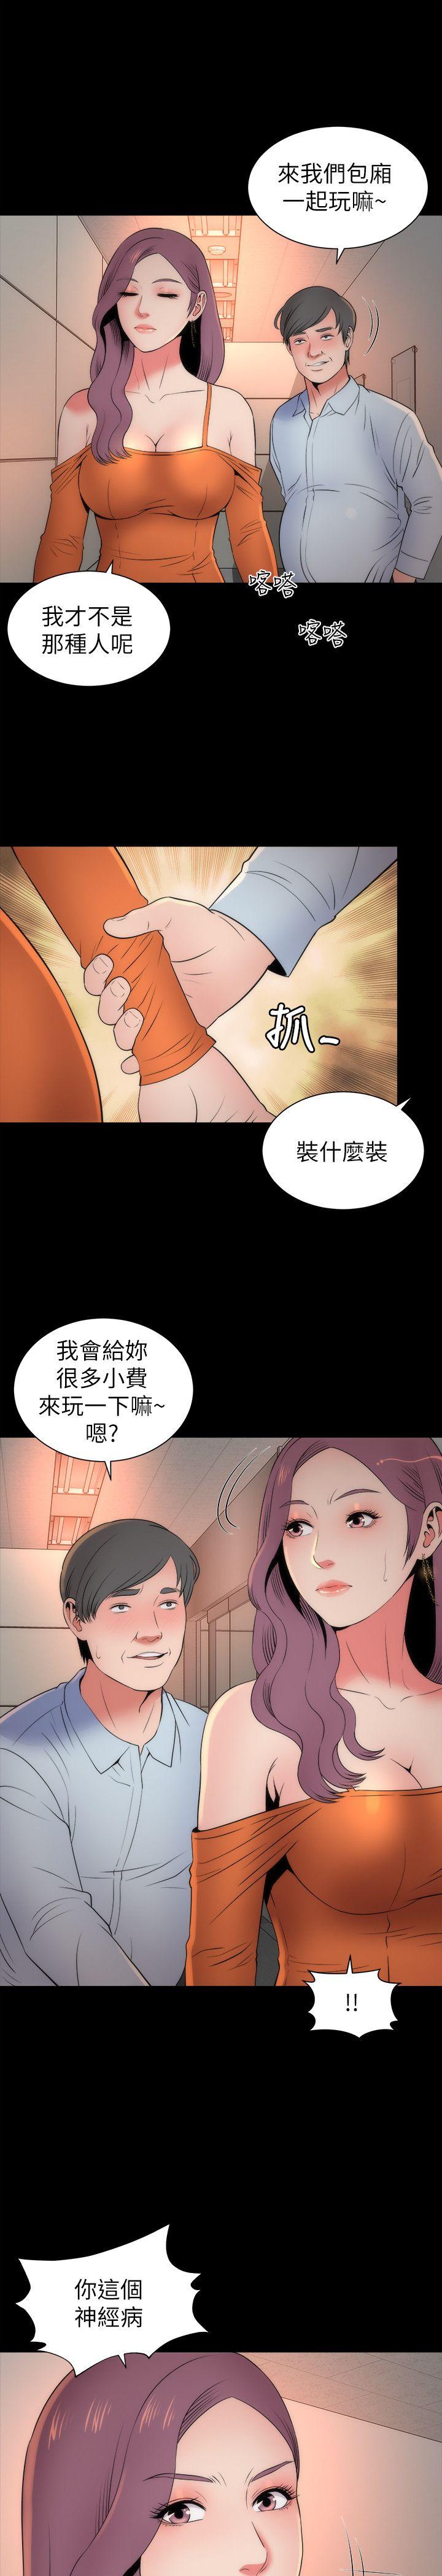 來我們包廂
一起玩嘛~
我才不是
那種人呢
喀嗒
喀嗒
抓-
裝什麼裝
我會給妳
很多小費
來玩一下嘛~
嗯?
!!
你這個
神經病